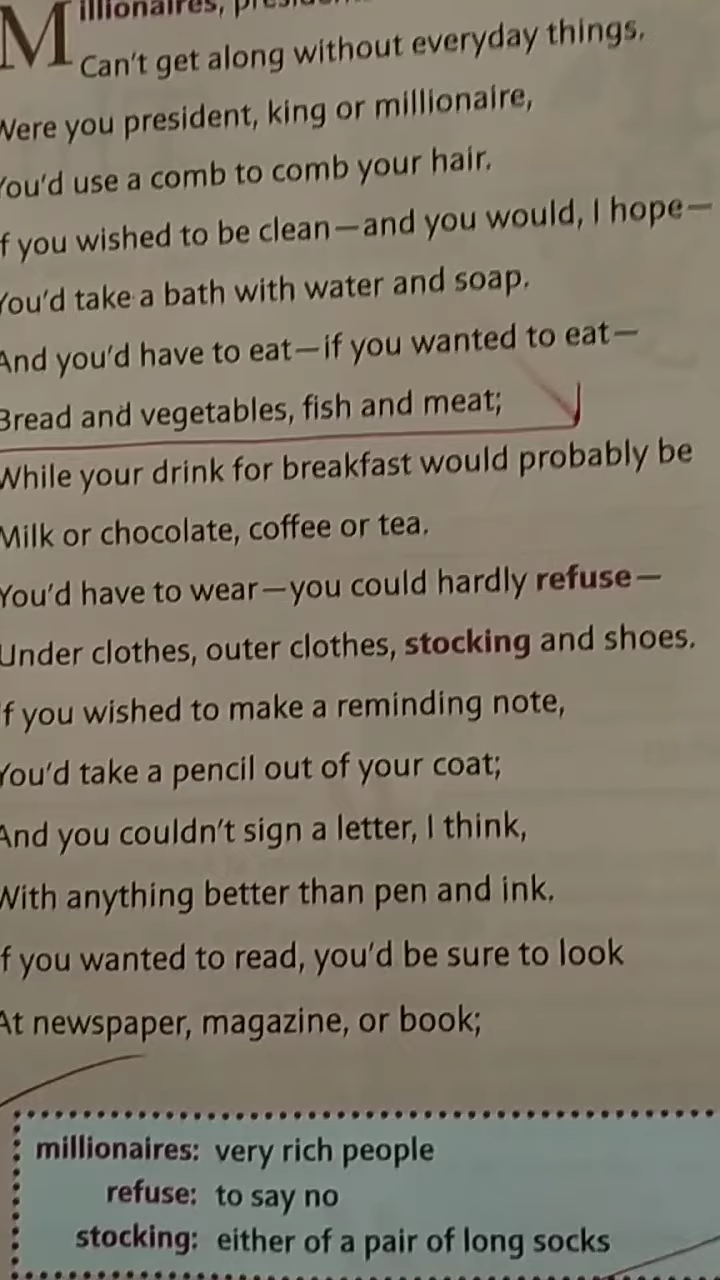 Millionaires,
Can't get along without everyday things.
Were you president, king or millionaire,
You'd use a comb to comb your hair.
If you wished to be clean—and you would, I hope—
You'd take a bath with water and soap.
And you'd have to eat—if you wanted to eat—
Bread and vegetables, fish and meat;
While your drink for breakfast would probably be
Milk or chocolate, coffee or tea.
You'd have to wear—you could hardly refuse—
Under clothes, outer clothes, stocking and shoes.
If you wished to make a reminding note,
You'd take a pencil out of your coat;
And you couldn't sign a letter, I think,
With anything better than pen and ink.
If you wanted to read, you'd be sure to look
At newspaper, magazine, or book;
millionaires: very rich people
refuse: to say no
stocking: either of a pair of long socks